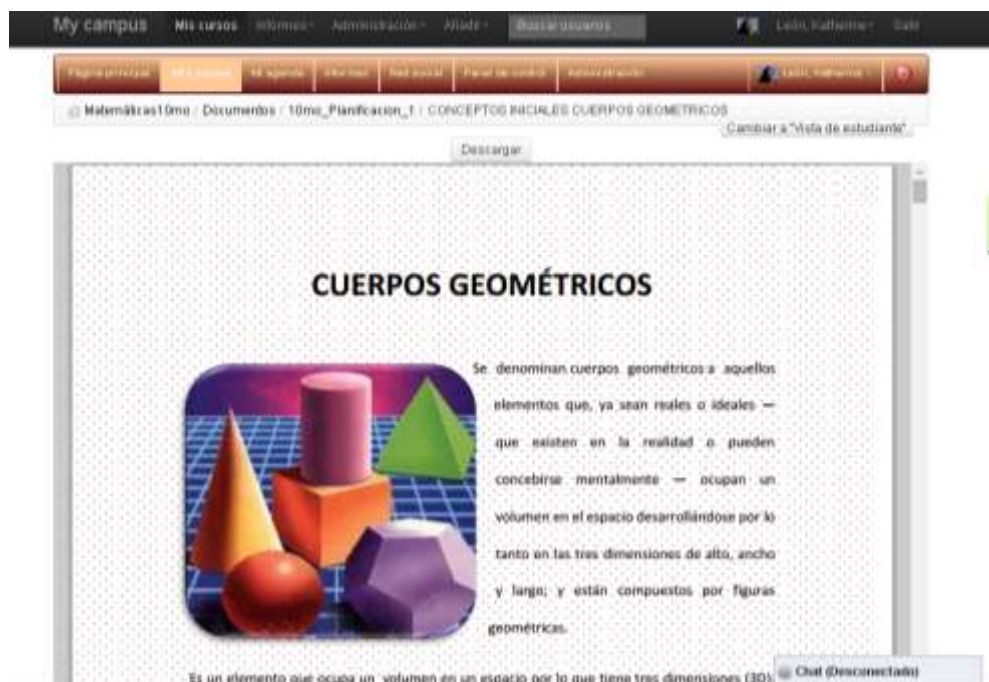 My campus Mis cursos Informes Administración Añadir Buscar usuarios León, Katherine Salir
Página principal Mis cursos Mi agenda Informes Red social Panel de control Administración León, Katherine
Matemáticas10mo / Documentos / 10mo_Planificacion_1 / CONCEPTOS INICIALES CUERPOS GEOMETRICOS
Cambiar a "Vista de estudiante"
Descargar
CUERPOS GEOMÉTRICOS
Se denominan cuerpos geométricos a aquellos
elementos que, ya sean reales o ideales —
que existen en la realidad o pueden
concebirse mentalmente — ocupan un
volumen en el espacio desarrollándose por lo
tanto en las tres dimensiones de alto, ancho
y largo; y están compuestos por figuras
geométricas.
Es un elemento que ocupa un volumen en un espacio por lo que tiene tres dimensiones (3D).
Chat (Desconectado)